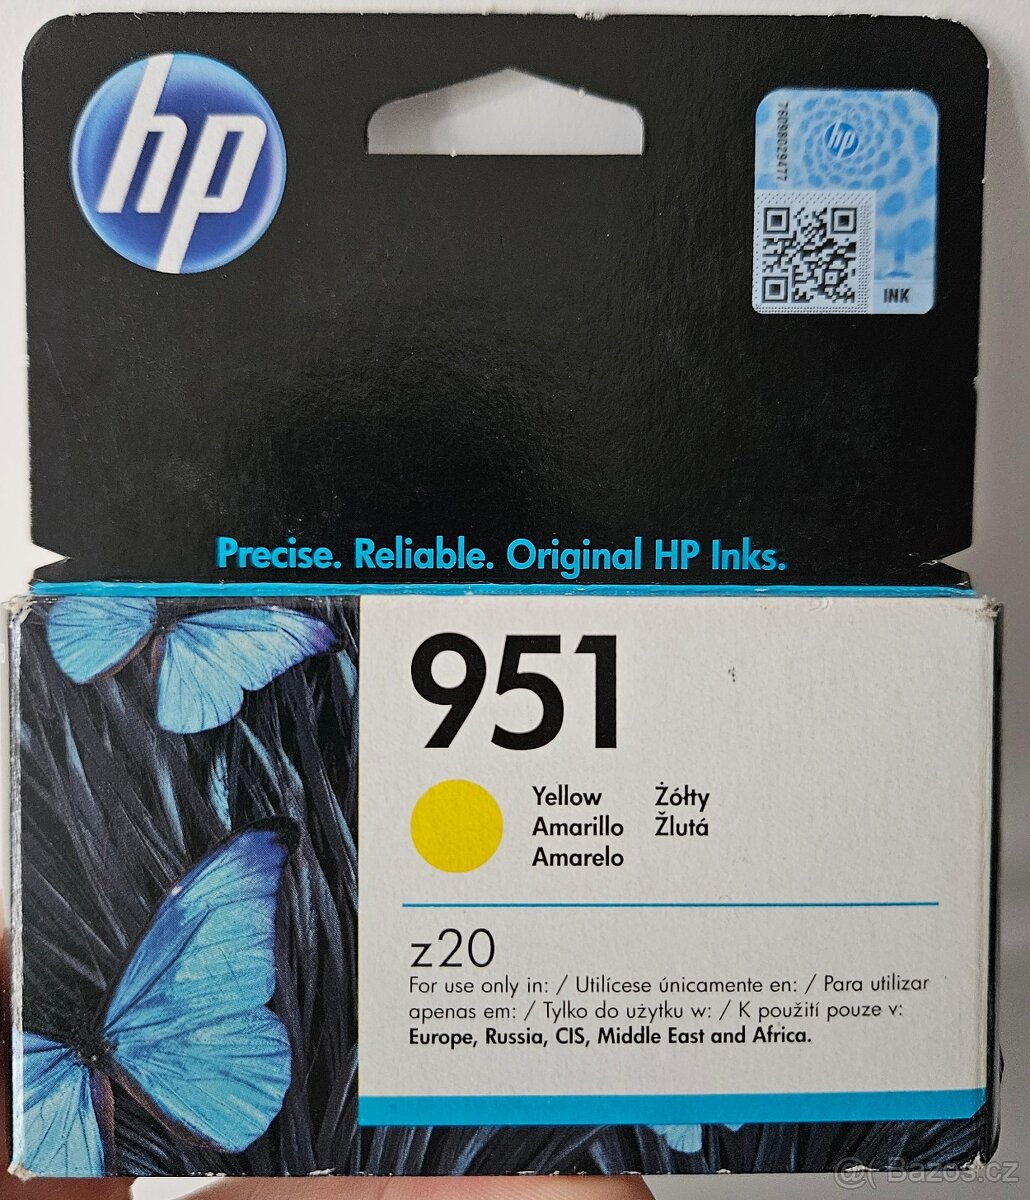 hp
76098029477
hp
INK
Precise. Reliable. Original HP Inks.
951
Yellow Żółty
Amarillo Žlutá
Amarelo
z20
For use only in: / Utilícese únicamente en: / Para utilizar
apenas em: / Tylko do użytku w: / K použití pouze v:
Europe, Russia, CIS, Middle East and Africa.
Bazos.cz